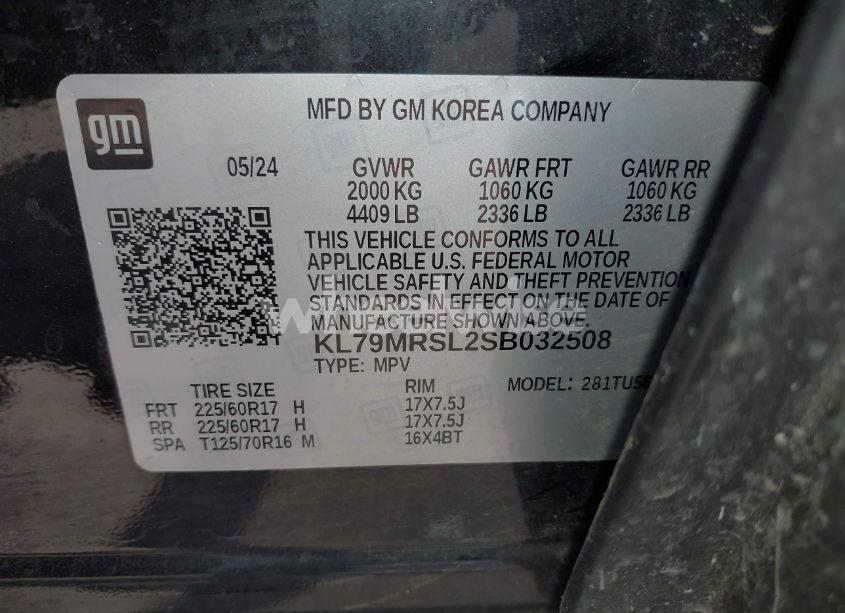 gm
MFD BY GM KOREA COMPANY
05/24 GVWR GAWR FRT GAWR RR
2000 KG 1060 KG 1060 KG
4409 LB 2336 LB 2336 LB
THIS VEHICLE CONFORMS TO ALL
APPLICABLE U.S. FEDERAL MOTOR
VEHICLE SAFETY AND THEFT PREVENTION
STANDARDS IN EFFECT ON THE DATE OF
MANUFACTURE SHOWN ABOVE.
KL79MRSL2SB032508
TYPE: MPV
TIRE SIZE RIM MODEL: 281TU56
FRT 225/60R17 H 17X7.5J
RR 225/60R17 H 17X7.5J
SPA T125/70R16 M 16X4BT